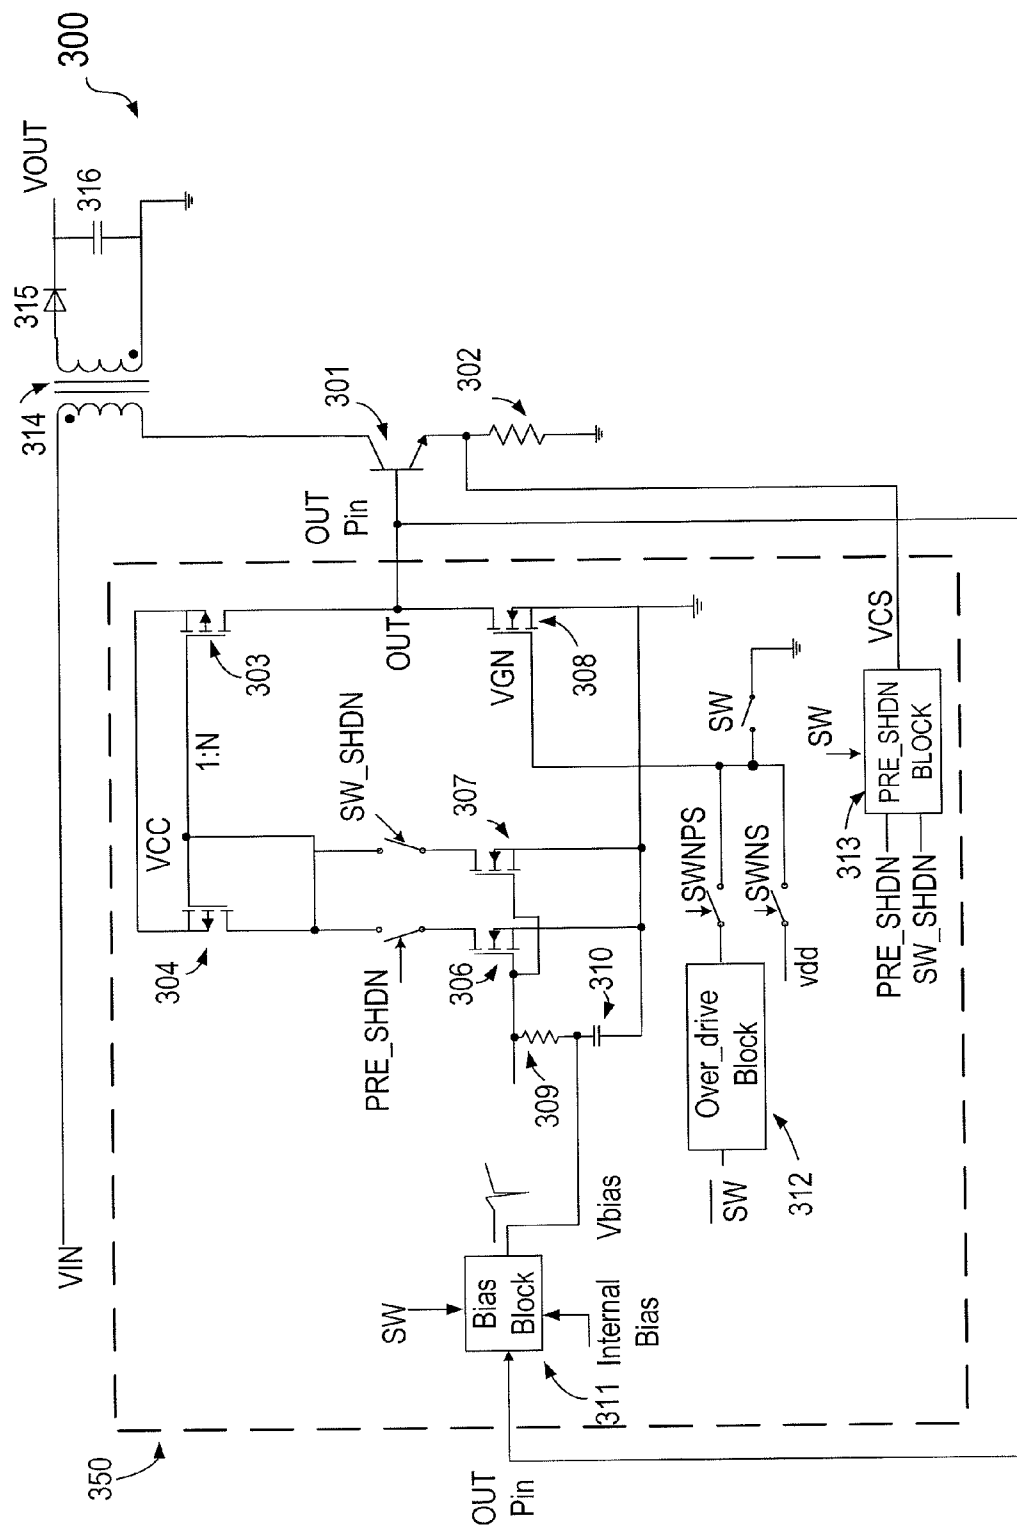 300
VOUT
316
315
314
VIN
301
302
OUT
Pin
350
VCC
1:N
303
304
OUT
VGN
308
SW_SHDN
307
PRE_SHDN
306
310
309
SW
Bias
Block
311
Internal
Bias
Vbias
OUT
Pin
SW
Over_drive
Block
312
SWNPS
SWNS
vdd
SW
SW
VCS
PRE_SHDN
BLOCK
313
PRE_SHDN
SW_SHDN